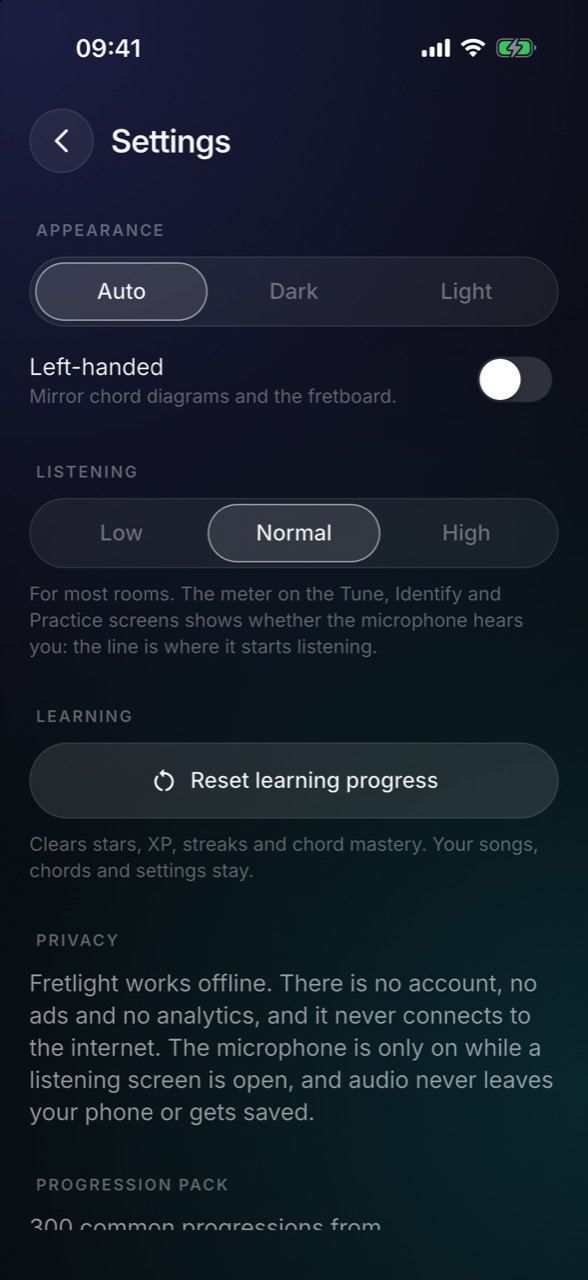 09:41
Settings
APPEARANCE
Auto
Dark
Light
Left-handed
Mirror chord diagrams and the fretboard.
LISTENING
Low
Normal
High
For most rooms. The meter on the Tune, Identify and
Practice screens shows whether the microphone hears
you: the line is where it starts listening.
LEARNING
Reset learning progress
Clears stars, XP, streaks and chord mastery. Your songs,
chords and settings stay.
PRIVACY
Fretlight works offline. There is no account, no
ads and no analytics, and it never connects to
the internet. The microphone is only on while a
listening screen is open, and audio never leaves
your phone or gets saved.
PROGRESSION PACK
300 common progressions from